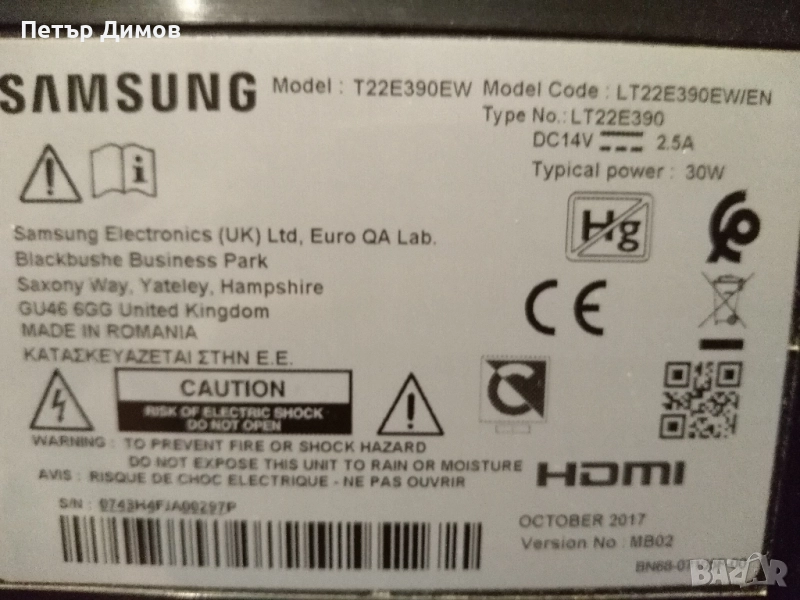 Петър Димов
SAMSUNG
Model : T22E390EW Model Code : LT22E390EW/EN
Type No.: LT22E390
DC14V 2.5A
Typical power : 30W
Hg
Samsung Electronics (UK) Ltd, Euro QA Lab.
Blackbushe Business Park
Saxony Way, Yateley, Hampshire
GU46 6GG United Kingdom
MADE IN ROMANIA
ΚΑΤΑΣΚΕΥΑΖΕΤΑΙ ΣΤΗΝ Ε.Ε.
CE
CAUTION
RISK OF ELECTRIC SHOCK
DO NOT OPEN
WARNING : TO PREVENT FIRE OR SHOCK HAZARD
DO NOT EXPOSE THIS UNIT TO RAIN OR MOISTURE
AVIS : RISQUE DE CHOC ELECTRIQUE - NE PAS OUVRIR
HDMI
S/N : 0743H4FJA00297P
OCTOBER 2017
Version No : MB02
BAZAR